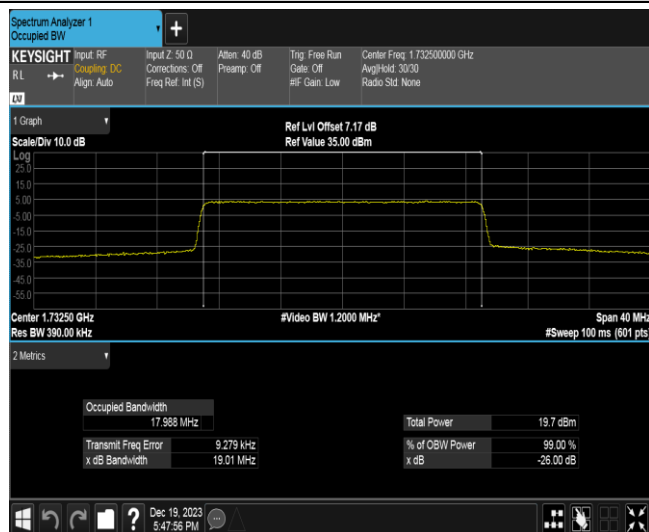 Spectrum Analyzer 1
Occupied BW
KEYSIGHT Input: RF Input Z: 50 Ω Atten: 40 dB Trig: Free Run Center Freq: 1.732500000 GHz
RL Coupling: DC Corrections: Off Preamp: Off Gate: Off Avg|Hold: 30/30
Align: Auto Freq Ref: Int (S) #IF Gain: Low Radio Std: None
LXI
1 Graph Ref Lvl Offset 7.17 dB
Scale/Div 10.0 dB Ref Value 35.00 dBm
Log
25.0
15.0
5.00
-5.00
-15.0
-25.0
-35.0
-45.0
-55.0
Center 1.73250 GHz #Video BW 1.2000 MHz* Span 40 MHz
Res BW 390.00 kHz #Sweep 100 ms (601 pts)
2 Metrics
Occupied Bandwidth
17.988 MHz Total Power 19.7 dBm
Transmit Freq Error 9.279 kHz % of OBW Power 99.00 %
x dB Bandwidth 19.01 MHz x dB -26.00 dB
? Dec 19, 2023
5:47:56 PM